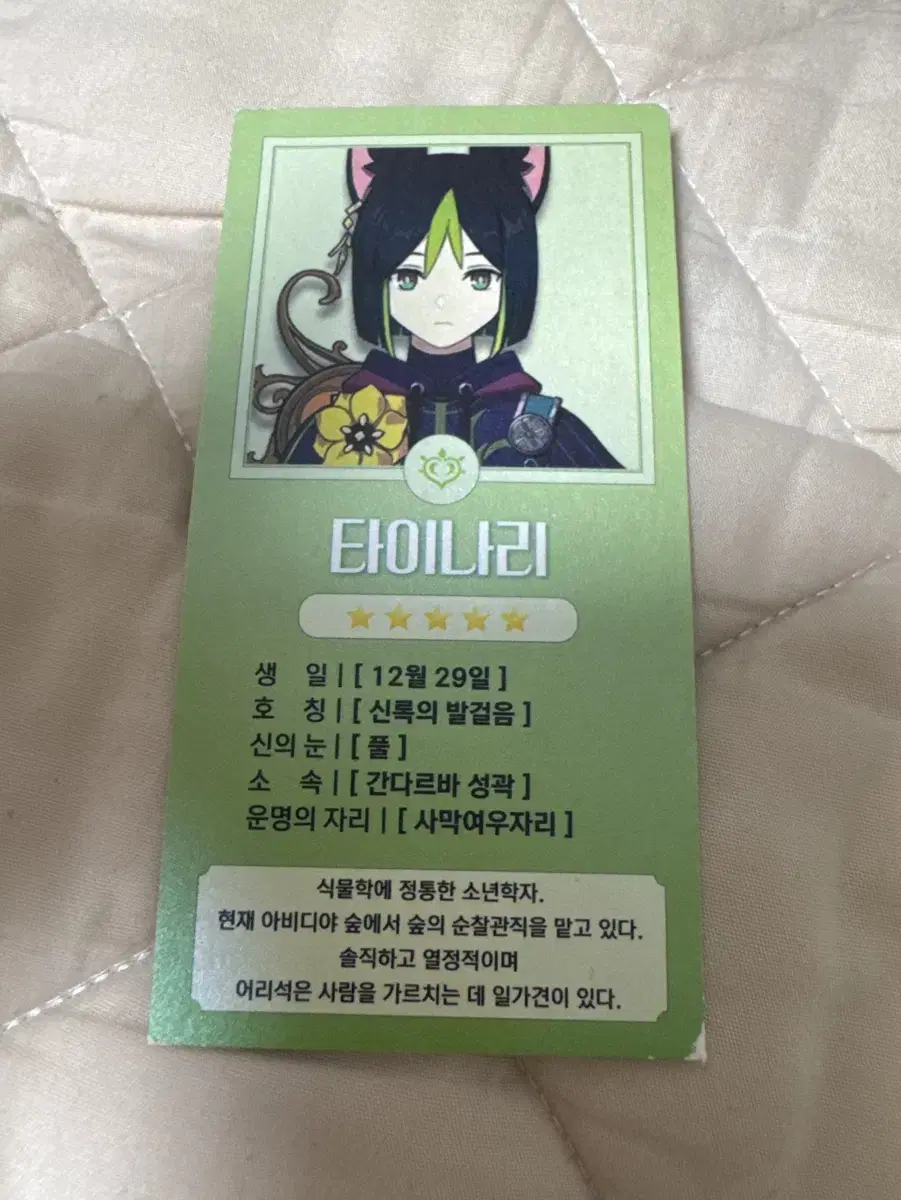 타이나리
생 일 | [ 12월 29일 ]
호 칭 | [ 신록의 발걸음 ]
신의 눈 | [ 풀 ]
소 속 | [ 간다르바 성곽 ]
운명의 자리 | [ 사막여우자리 ]
식물학에 정통한 소년학자.
현재 아비디야 숲에서 숲의 순찰관직을 맡고 있다.
솔직하고 열정적이며
어리석은 사람을 가르치는 데 일가견이 있다.